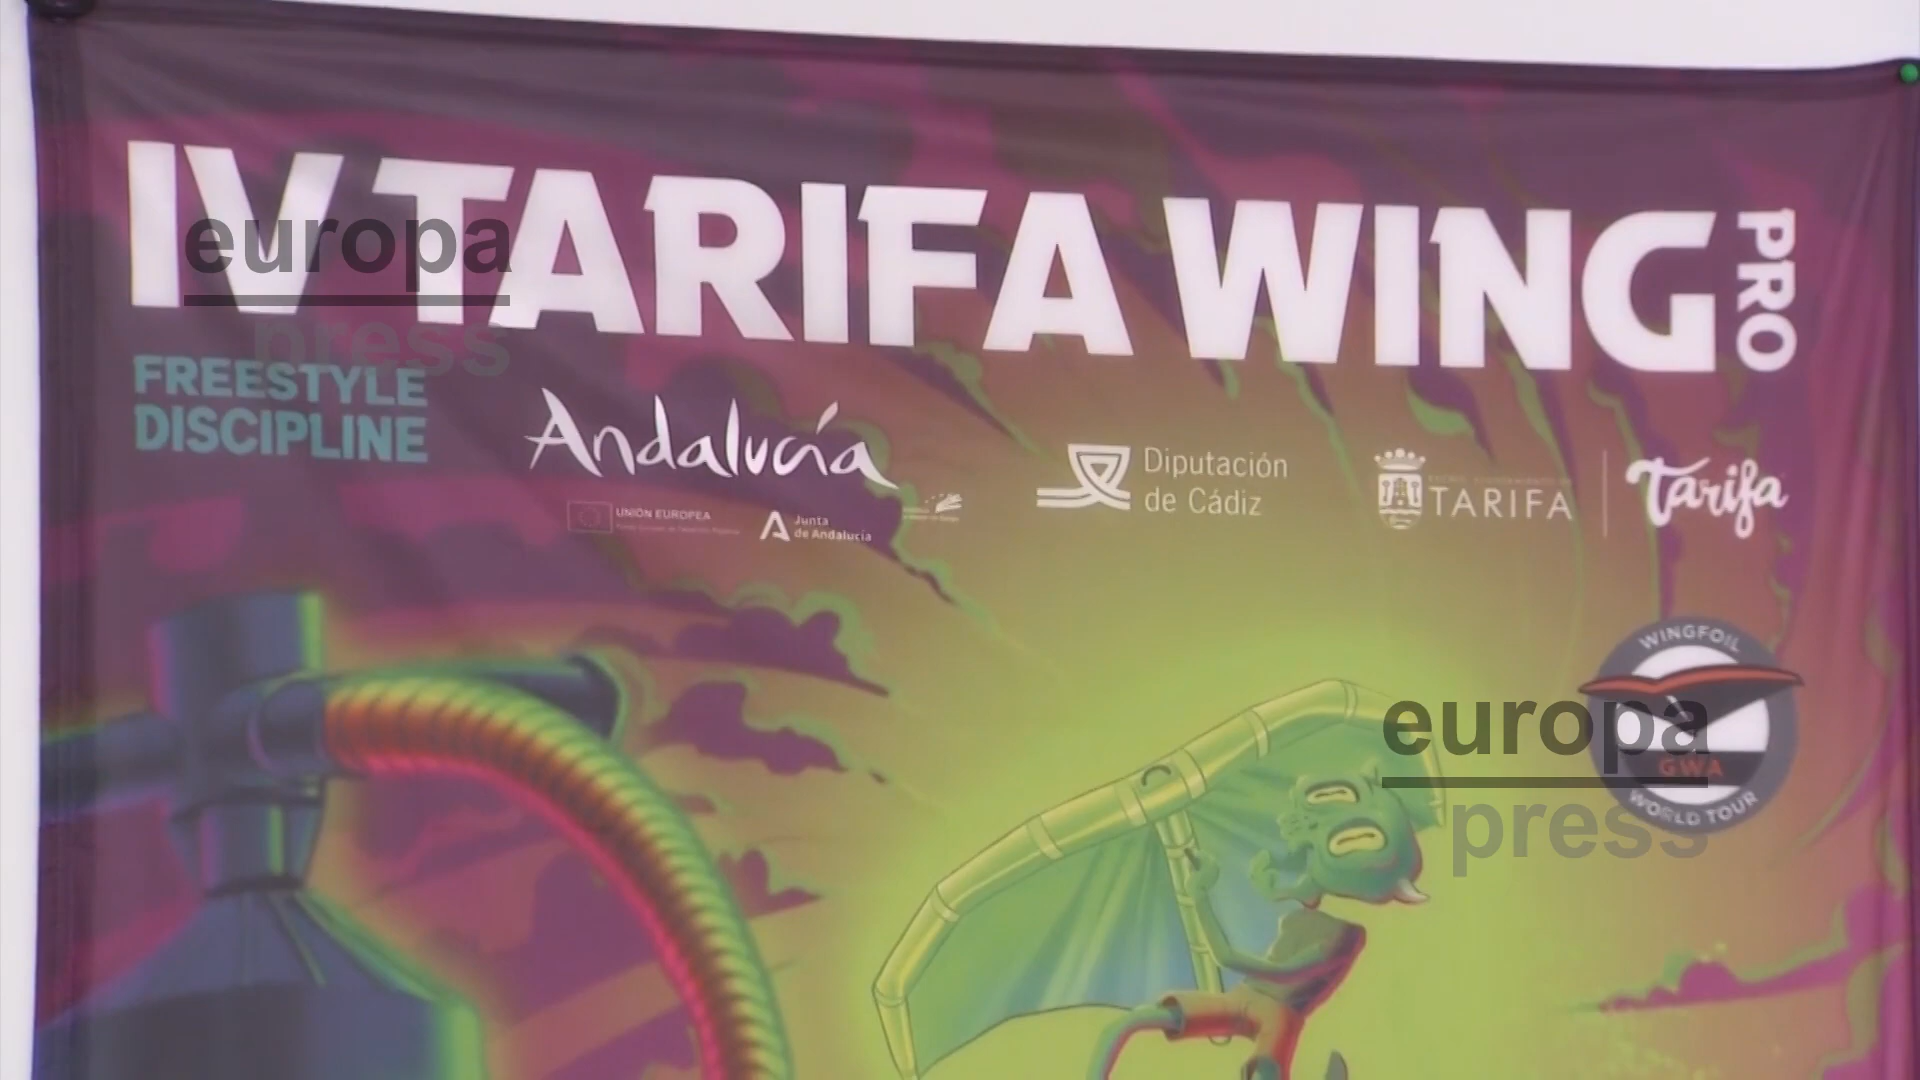 IV TARIFA WING PRO
europa
press
FREESTYLE
DISCIPLINE
Andalucía
Diputación
de Cádiz
TARIFA
Tarifa
UNIÓN EUROPEA
Junta
de Andalucía
WINGFOIL
GWA
WORLD TOUR
europa
press